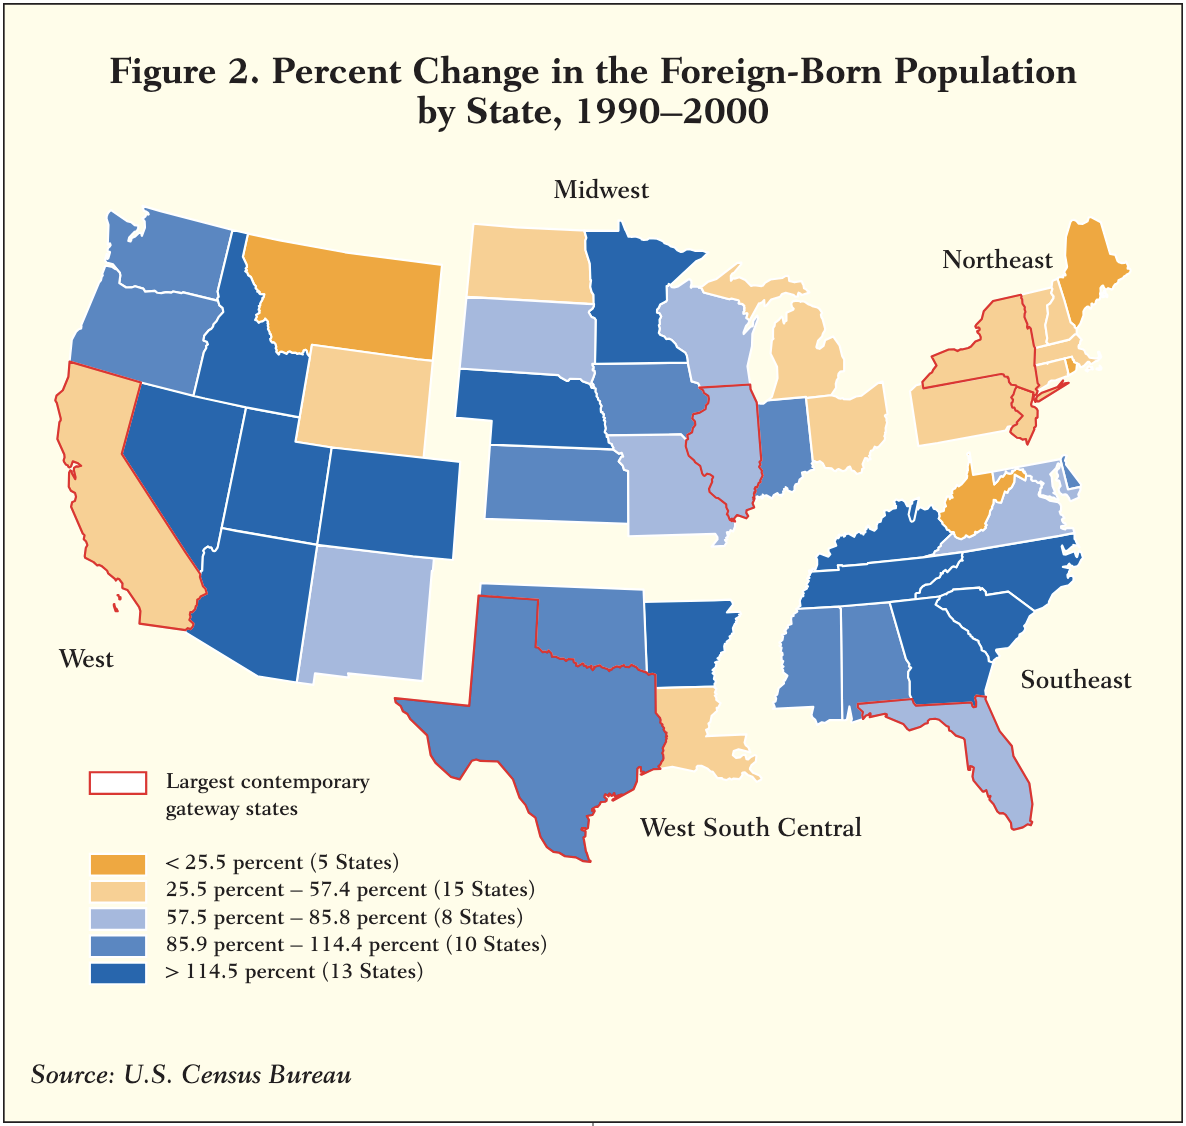 Figure 2. Percent Change in the Foreign-Born Population
by State, 1990–2000
Midwest
Northeast
West
Southeast
West South Central
Largest contemporary
gateway states
< 25.5 percent (5 States)
25.5 percent – 57.4 percent (15 States)
57.5 percent – 85.8 percent (8 States)
85.9 percent – 114.4 percent (10 States)
> 114.5 percent (13 States)
Source: U.S. Census Bureau